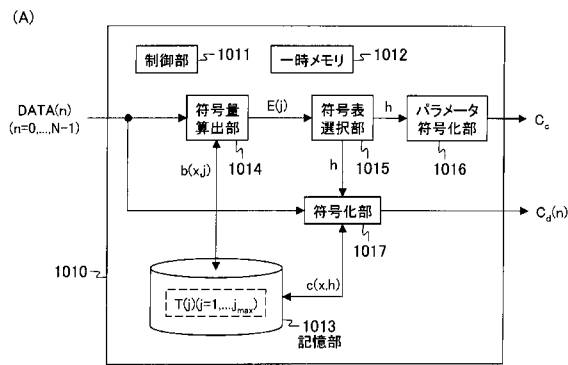 (A)
制御部 1011
一時メモリ 1012
DATA(n)
(n=0,...,N-1)
符号量
算出部
1014
E(j)
符号表
選択部
1015
h
パラメータ
符号化部
1016
Cc
b(x,j)
h
符号化部
1017
Cd(n)
1010
c(x,h)
T(j)(j=1,...jmax)
1013
記憶部